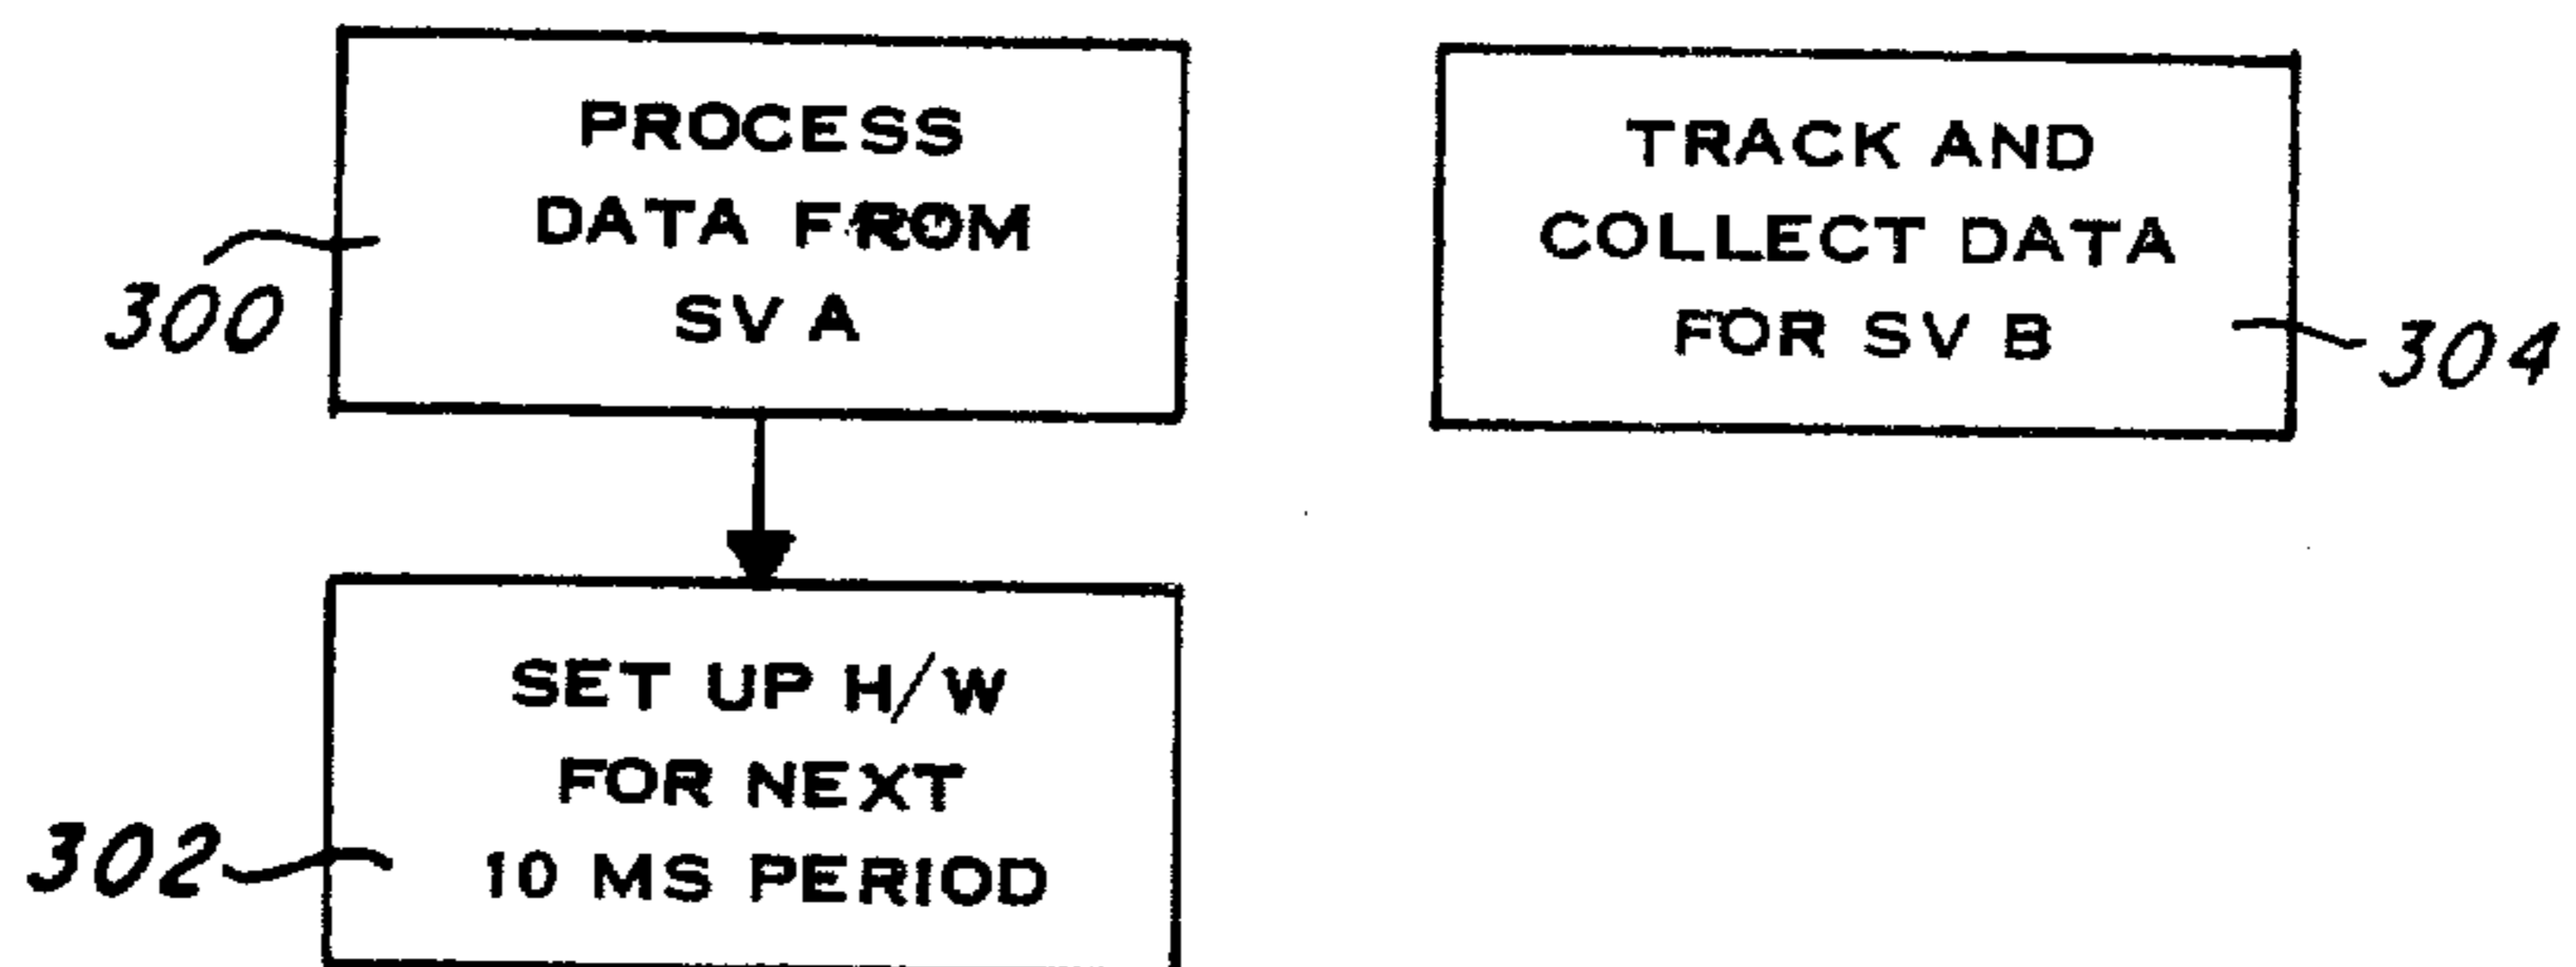 PROCESS
DATA FROM
SV A
300
TRACK AND
COLLECT DATA
FOR SV B
304
SET UP H/W
FOR NEXT
10 MS PERIOD
302